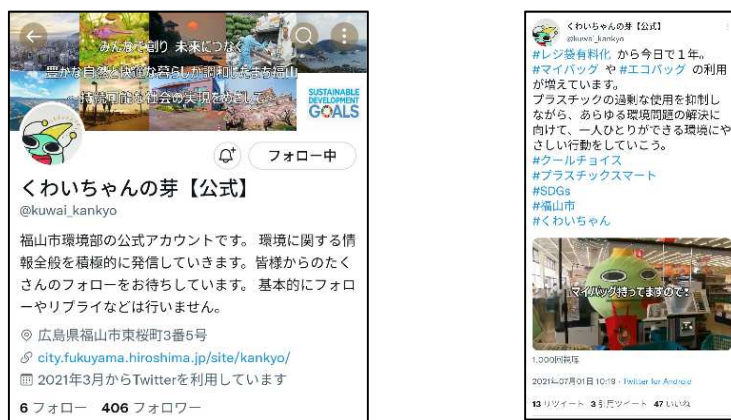 みんなで創り 未来につなぐ
豊かな自然と快適な暮らしが調和したまち福山
～持続可能な社会の実現をめざして～
SUSTAINABLE
DEVELOPMENT
GOALS
フォロー中
くわいちゃんの芽【公式】
@kuwai_kankyo
福山市環境部の公式アカウントです。 環境に関する情
報全般を積極的に発信していきます。皆様からのたく
さんのフォローをお待ちしています。 基本的にフォロ
ーやリプライなどは行いません。
広島県福山市東桜町3番5号
city.fukuyama.hiroshima.jp/site/kankyo/
2021年3月からTwitterを利用しています
6 フォロー 406 フォロワー
くわいちゃんの芽【公式】
@kuwai_kankyo
#レジ袋有料化 から今日で１年。
#マイバッグ や #エコバッグ の利用
が増えています。
プラスチックの過剰な使用を抑制し
ながら、あらゆる環境問題の解決に
向けて、一人ひとりができる環境にや
さしい行動をしていこう。
#クールチョイス
#プラスチックスマート
#SDGs
#福山市
#くわいちゃん
マイバッグ持ってますので
1,000回視聴
2021年07月01日 10:19 · Twitter for Android
13 リツイート 3 引用ツイート 47 いいね